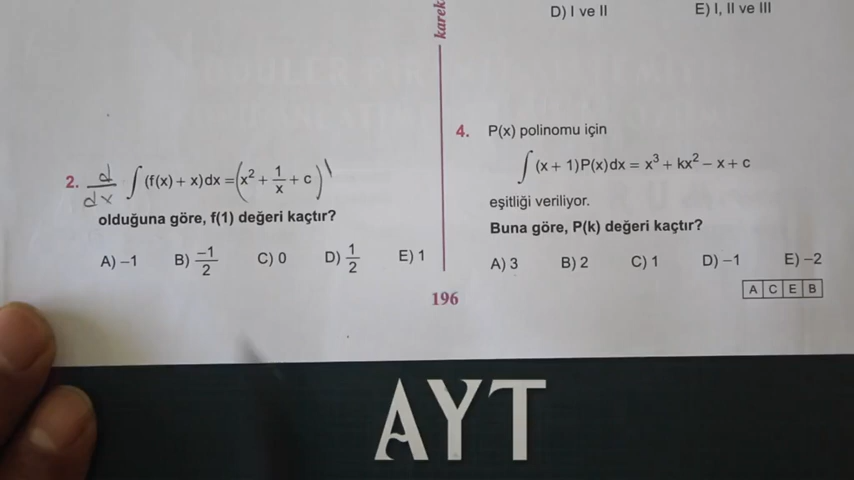 D) I ve II E) I, II ve III
karek
2. d/dx ∫(f(x) + x)dx = (x² + 1/x + c)'
olduğuna göre, f(1) değeri kaçtır?
A) –1 B) –1/2 C) 0 D) 1/2 E) 1
4. P(x) polinomu için
∫(x + 1)P(x)dx = x³ + kx² – x + c
eşitliği veriliyor.
Buna göre, P(k) değeri kaçtır?
A) 3 B) 2 C) 1 D) –1 E) –2
A C E B
196
AYT